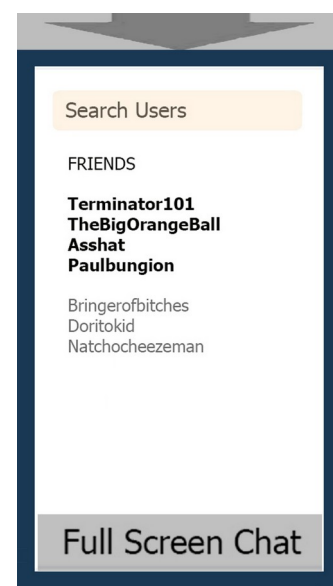 Search Users
FRIENDS
Terminator101
TheBigOrangeBall
Asshat
Paulbungion
Bringerofbitches
Doritokid
Natchocheezeman
Full Screen Chat